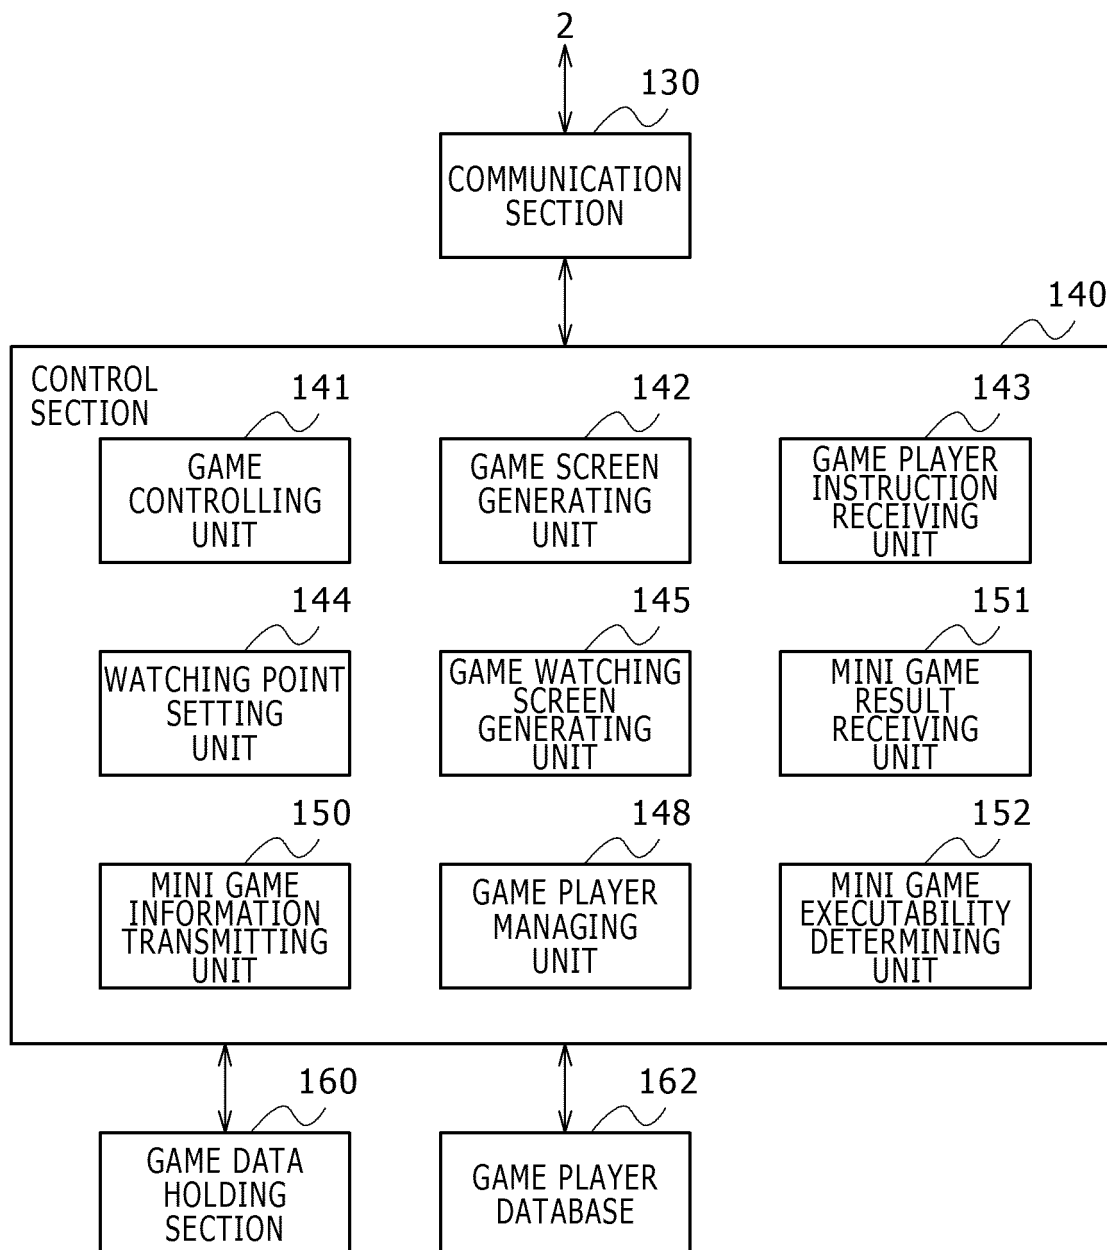 2
130
COMMUNICATION
SECTION
140
CONTROL
SECTION
141
GAME
CONTROLLING
UNIT
142
GAME SCREEN
GENERATING
UNIT
143
GAME PLAYER
INSTRUCTION
RECEIVING
UNIT
144
WATCHING POINT
SETTING
UNIT
145
GAME WATCHING
SCREEN
GENERATING
UNIT
151
MINI GAME
RESULT
RECEIVING
UNIT
150
MINI GAME
INFORMATION
TRANSMITTING
UNIT
148
GAME PLAYER
MANAGING
UNIT
152
MINI GAME
EXECUTABILITY
DETERMINING
UNIT
160
GAME DATA
HOLDING
SECTION
162
GAME PLAYER
DATABASE